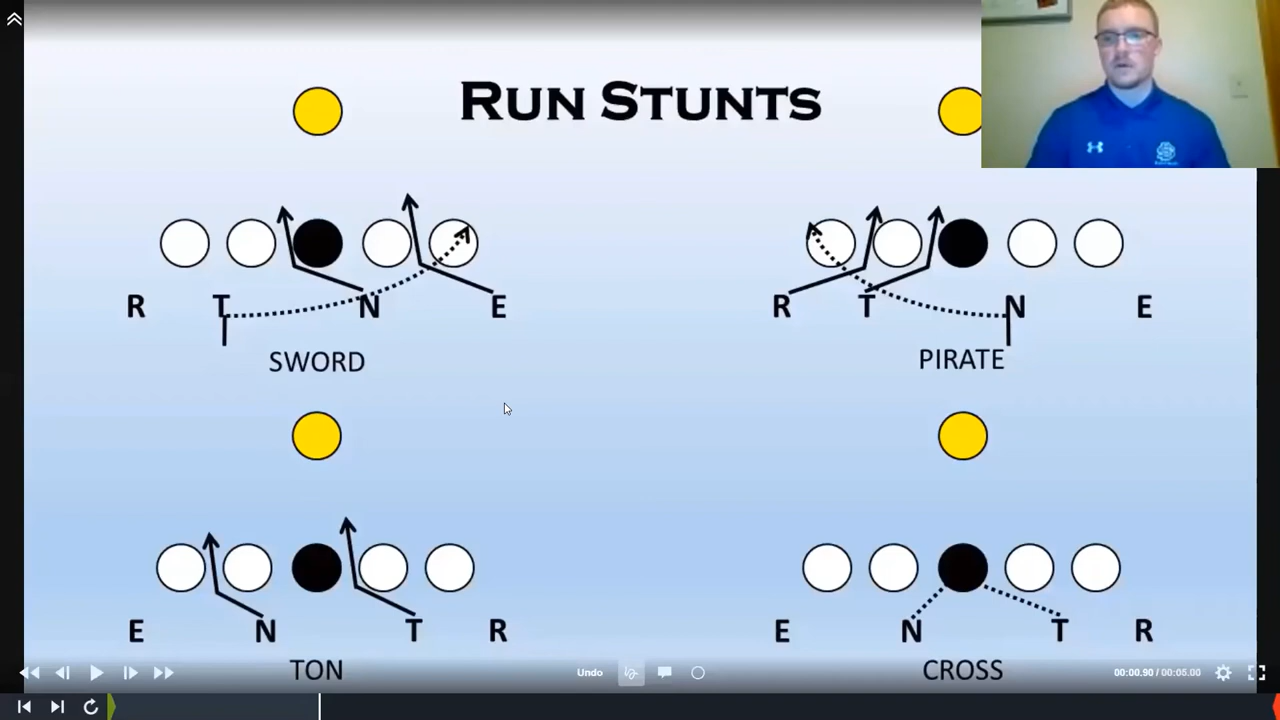 RUN STUNTS
R T N E
SWORD
R T N E
PIRATE
E N T R
TON
E N T R
CROSS
Undo
00:00.90 / 00:05.00